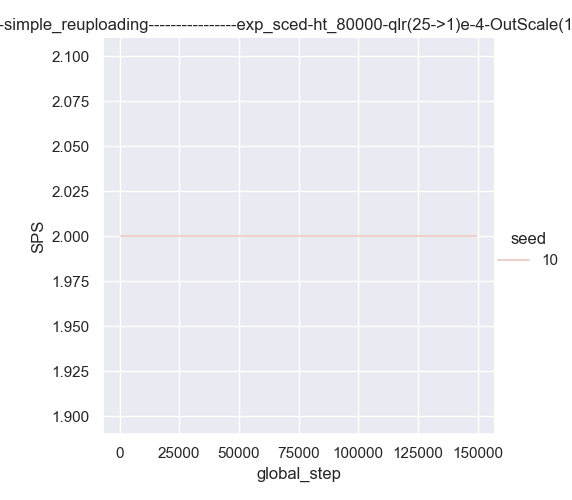 -simple_reuploading----------------exp_sced-ht_80000-qlr(25->1)e-4-OutScale(1
2.100
2.075
2.050
2.025
2.000
1.975
1.950
1.925
1.900
SPS
seed
10
0 25000 50000 75000 100000 125000 150000
global_step